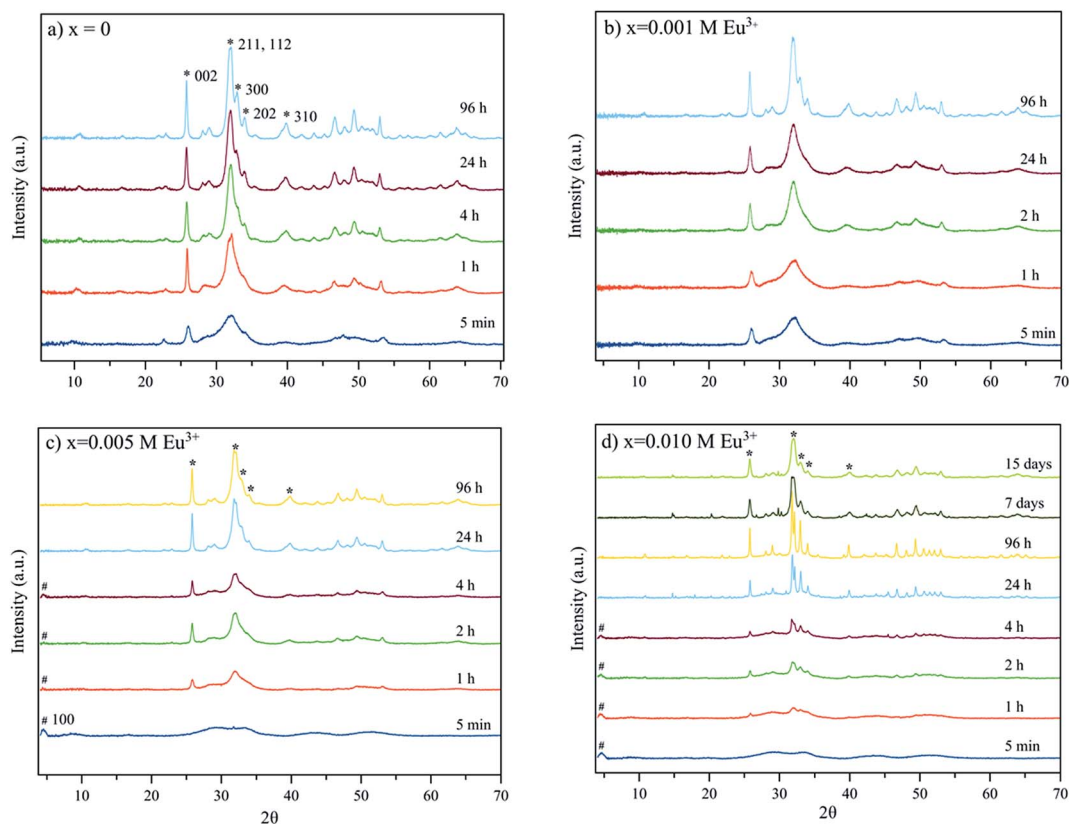 a) x = 0
* 002
* 211, 112
* 300
* 202
* 310
96 h
24 h
4 h
1 h
5 min
Intensity (a.u.)
10 20 30 40 50 60 70
b) x=0.001 M Eu³⁺
96 h
24 h
2 h
1 h
5 min
Intensity (a.u.)
10 20 30 40 50 60 70
c) x=0.005 M Eu³⁺
* * * *
96 h
24 h
# 4 h
# 2 h
# 1 h
# 100 5 min
Intensity (a.u.)
10 20 30 40 50 60 70
2θ
d) x=0.010 M Eu³⁺
* * * * *
15 days
7 days
96 h
24 h
# 4 h
# 2 h
# 1 h
# 5 min
Intensity (a.u.)
10 20 30 40 50 60 70
2θ